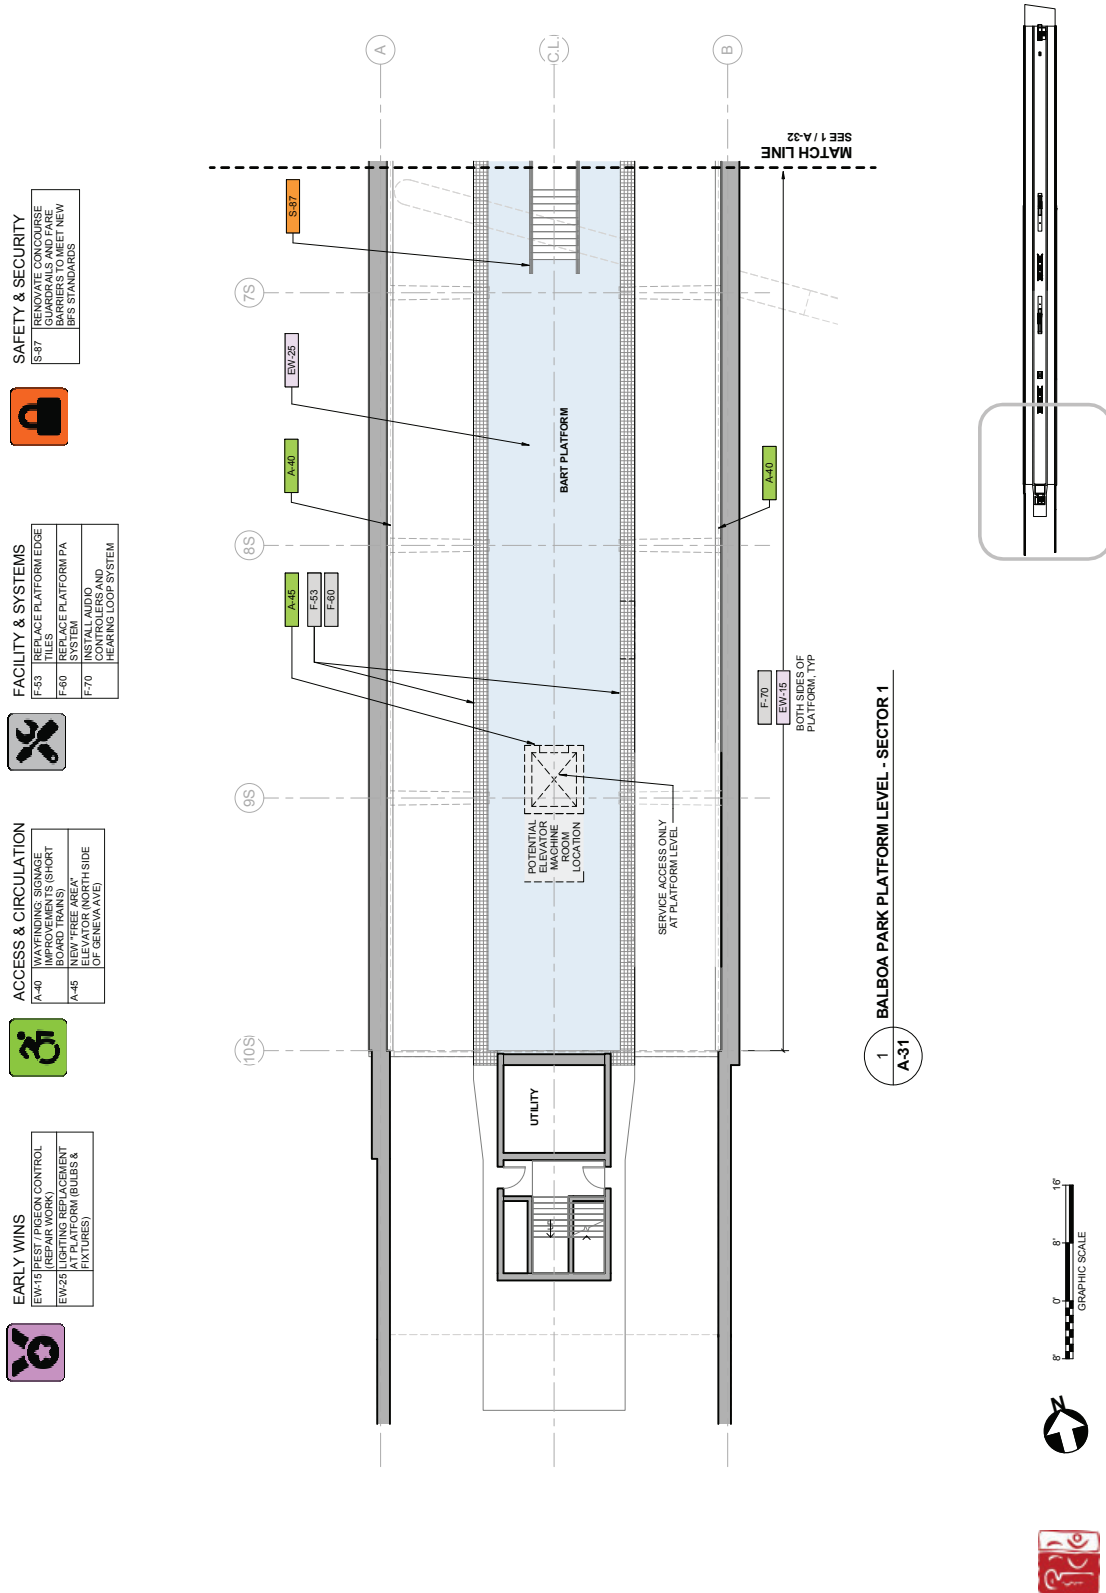 EARLY WINS
EW-15 PEST / PIGEON CONTROL
(REPAIR WORK)
EW-25 LIGHTING REPLACEMENT
AT PLATFORM (BULBS &
FIXTURES)
ACCESS & CIRCULATION
A-40 WAYFINDING: SIGNAGE
IMPROVEMENTS (SHORT
BOARD TRAINS)
A-45 NEW "FREE AREA"
ELEVATOR (NORTH SIDE
OF GENEVA AVE)
FACILITY & SYSTEMS
F-53 REPLACE PLATFORM EDGE
TILES
F-60 REPLACE PLATFORM PA
SYSTEM
F-70 INSTALL AUDIO
CONTROLERS AND
HEARING LOOP SYSTEM
SAFETY & SECURITY
S-87 RENOVATE CONCOURSE
GUARDRAILS AND FARE
BARRIERS TO MEET NEW
BFS STANDARDS
10S
9S
8S
7S
A-45
F-53
F-60
A-40
EW-25
S-87
A
C.L.
B
UTILITY
UP
POTENTIAL
ELEVATOR
MACHINE
ROOM
LOCATION
BART PLATFORM
SERVICE ACCESS ONLY
AT PLATFORM LEVEL
A-40
F-70
EW-15
BOTH SIDES OF
PLATFORM, TYP
MATCH LINE
SEE 1 / A-32
1
A-31
BALBOA PARK PLATFORM LEVEL - SECTOR 1
N
8'
0'
8'
16'
GRAPHIC SCALE